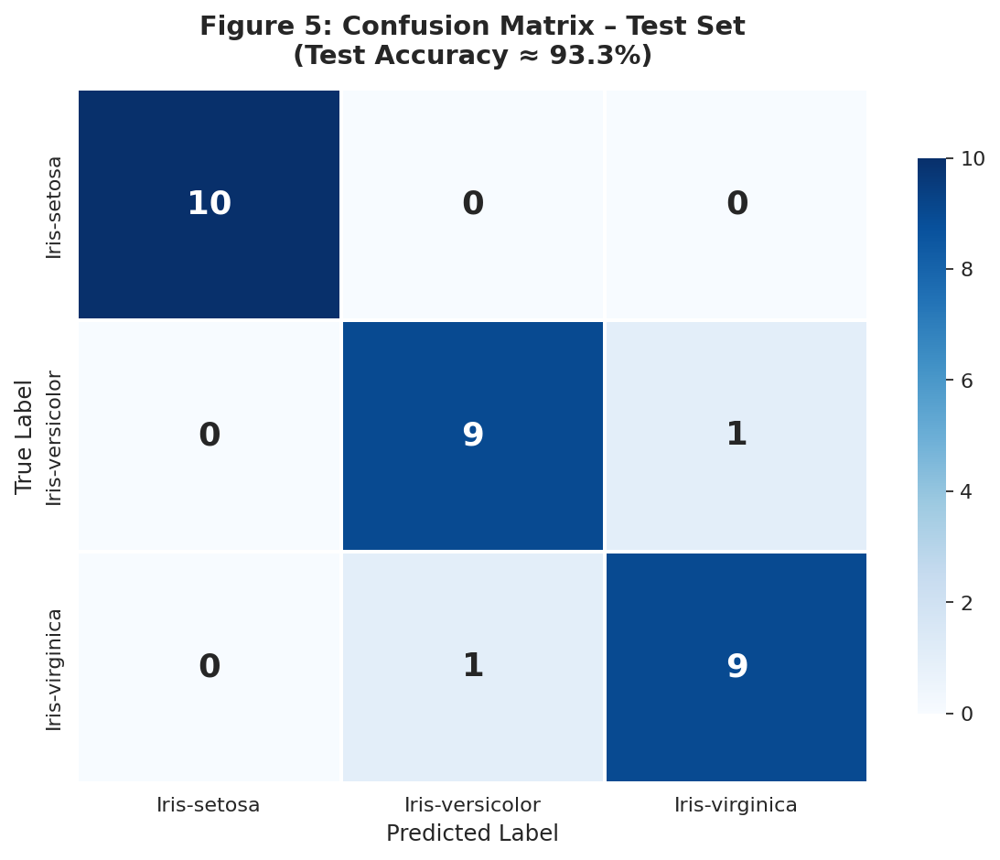 Figure 5: Confusion Matrix – Test Set
(Test Accuracy ≈ 93.3%)
True Label
Iris-setosa
10
0
0
Iris-versicolor
0
9
1
Iris-virginica
0
1
9
Iris-setosa
Iris-versicolor
Iris-virginica
Predicted Label
10
8
6
4
2
0